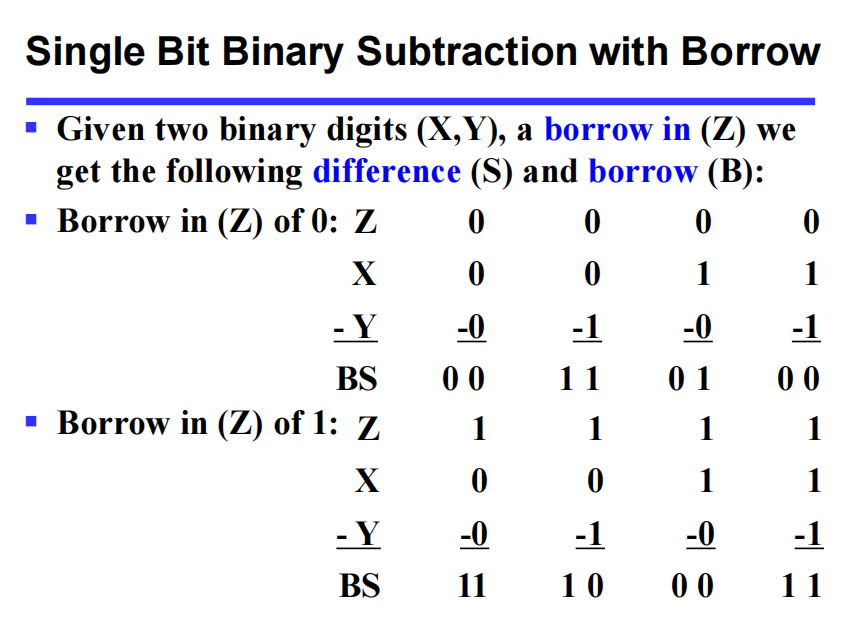 Single Bit Binary Subtraction with Borrow
▪ Given two binary digits (X,Y), a borrow in (Z) we
get the following difference (S) and borrow (B):
▪ Borrow in (Z) of 0: Z 0 0 0 0
X 0 0 1 1
- Y -0 -1 -0 -1
BS 0 0 1 1 0 1 0 0
▪ Borrow in (Z) of 1: Z 1 1 1 1
X 0 0 1 1
- Y -0 -1 -0 -1
BS 11 1 0 0 0 1 1